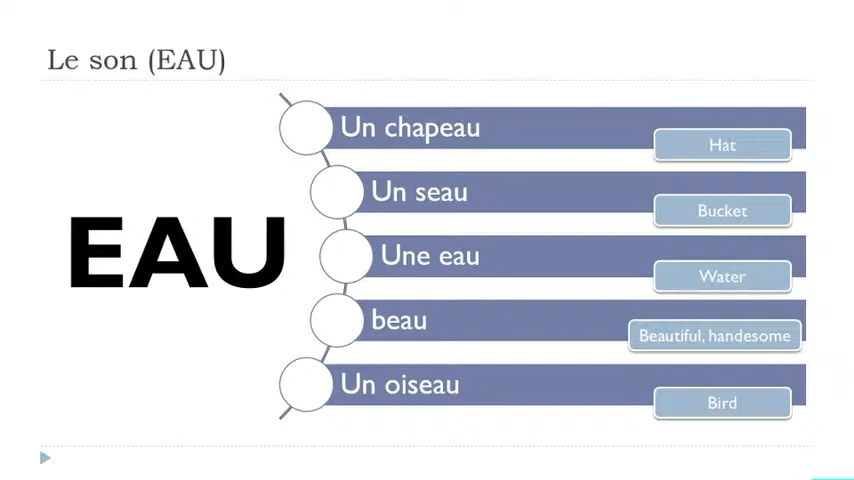 Le son (EAU)
EAU
Un chapeau
Hat
Un seau
Bucket
Une eau
Water
beau
Beautiful, handesome
Un oiseau
Bird